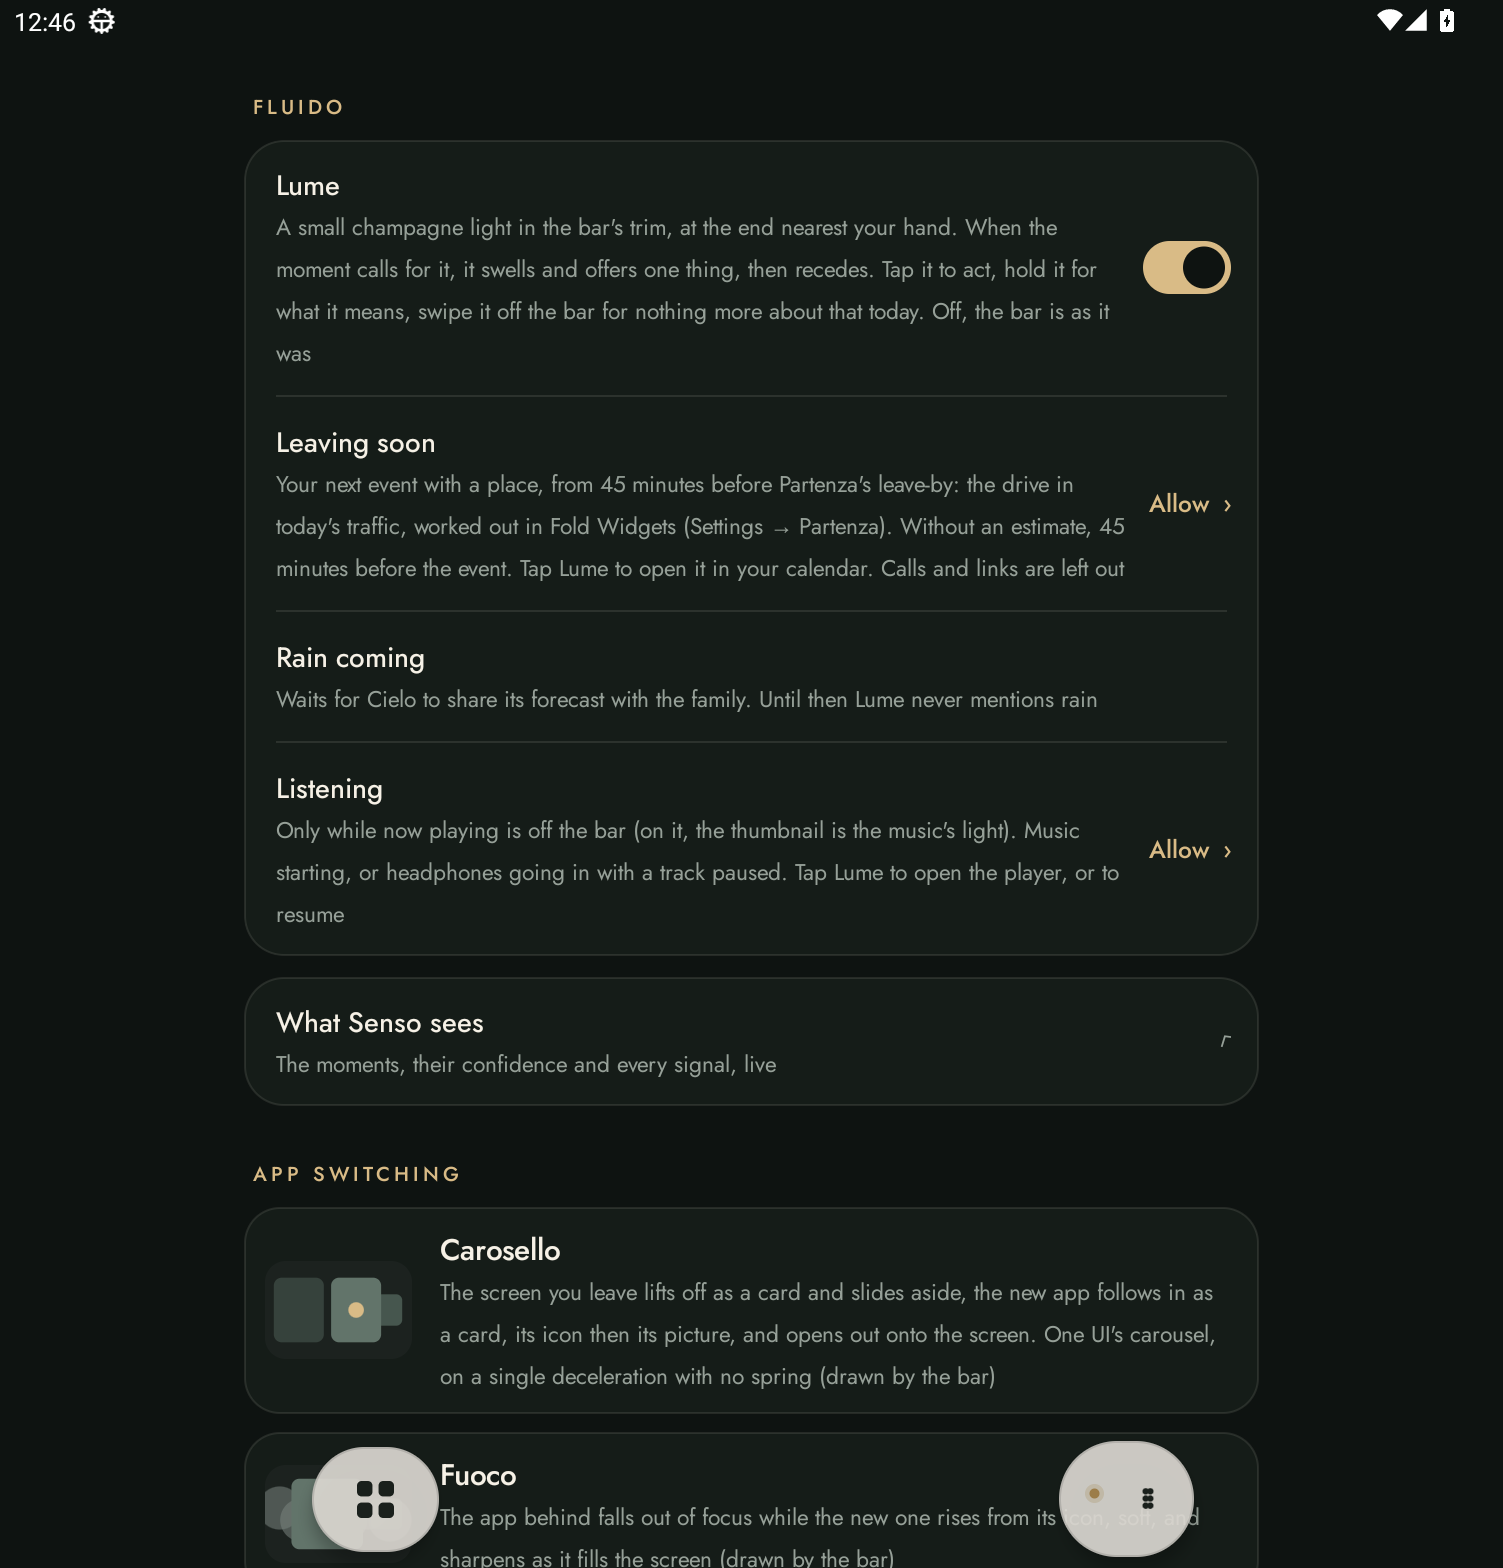 12:46
FLUIDO
Lume
A small champagne light in the bar's trim, at the end nearest your hand. When the
moment calls for it, it swells and offers one thing, then recedes. Tap it to act, hold it for
what it means, swipe it off the bar for nothing more about that today. Off, the bar is as it
was
Leaving soon
Your next event with a place, from 45 minutes before Partenza's leave-by: the drive in
today's traffic, worked out in Fold Widgets (Settings → Partenza). Without an estimate, 45
minutes before the event. Tap Lume to open it in your calendar. Calls and links are left out
Allow ›
Rain coming
Waits for Cielo to share its forecast with the family. Until then Lume never mentions rain
Listening
Only while now playing is off the bar (on it, the thumbnail is the music's light). Music
starting, or headphones going in with a track paused. Tap Lume to open the player, or to
resume
Allow ›
What Senso sees
The moments, their confidence and every signal, live
APP SWITCHING
Carosello
The screen you leave lifts off as a card and slides aside, the new app follows in as
a card, its icon then its picture, and opens out onto the screen. One UI's carousel,
on a single deceleration with no spring (drawn by the bar)
Fuoco
The app behind falls out of focus while the new one rises from its icon, soft, and
sharpens as it fills the screen (drawn by the bar)